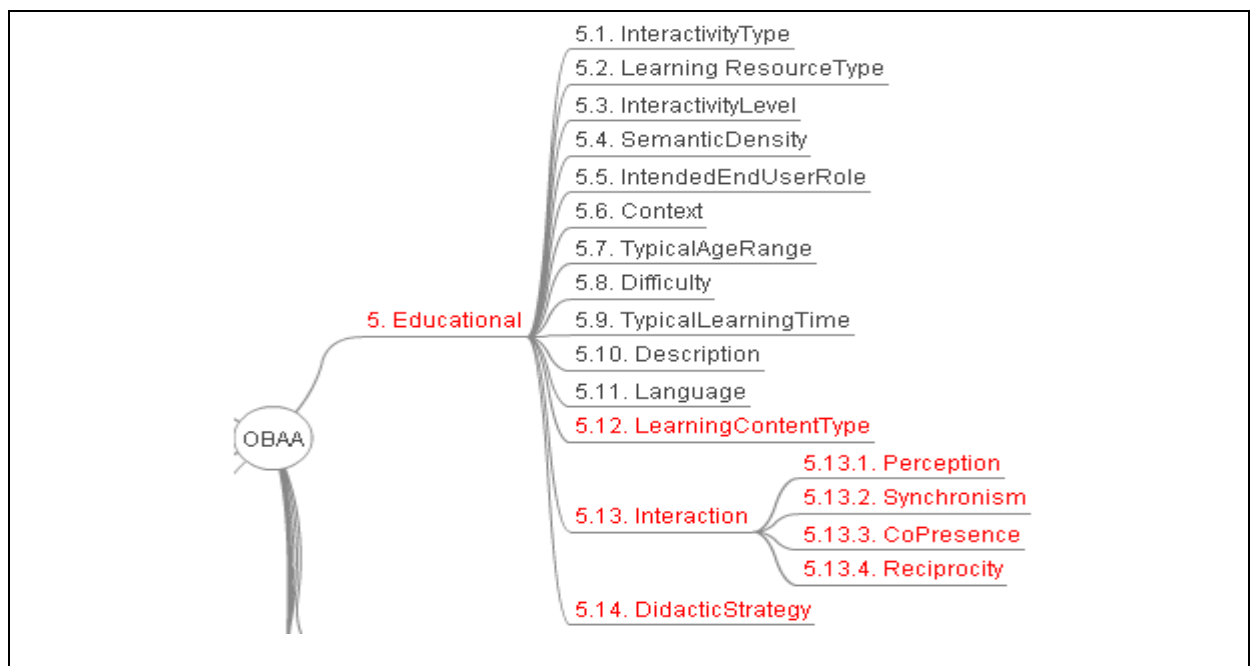 5.1. InteractivityType
5.2. Learning ResourceType
5.3. InteractivityLevel
5.4. SemanticDensity
5.5. IntendedEndUserRole
5.6. Context
5.7. TypicalAgeRange
5.8. Difficulty
5. Educational
5.9. TypicalLearningTime
5.10. Description
5.11. Language
5.12. LearningContentType
OBAA
5.13. Interaction
5.13.1. Perception
5.13.2. Synchronism
5.13.3. CoPresence
5.13.4. Reciprocity
5.14. DidacticStrategy